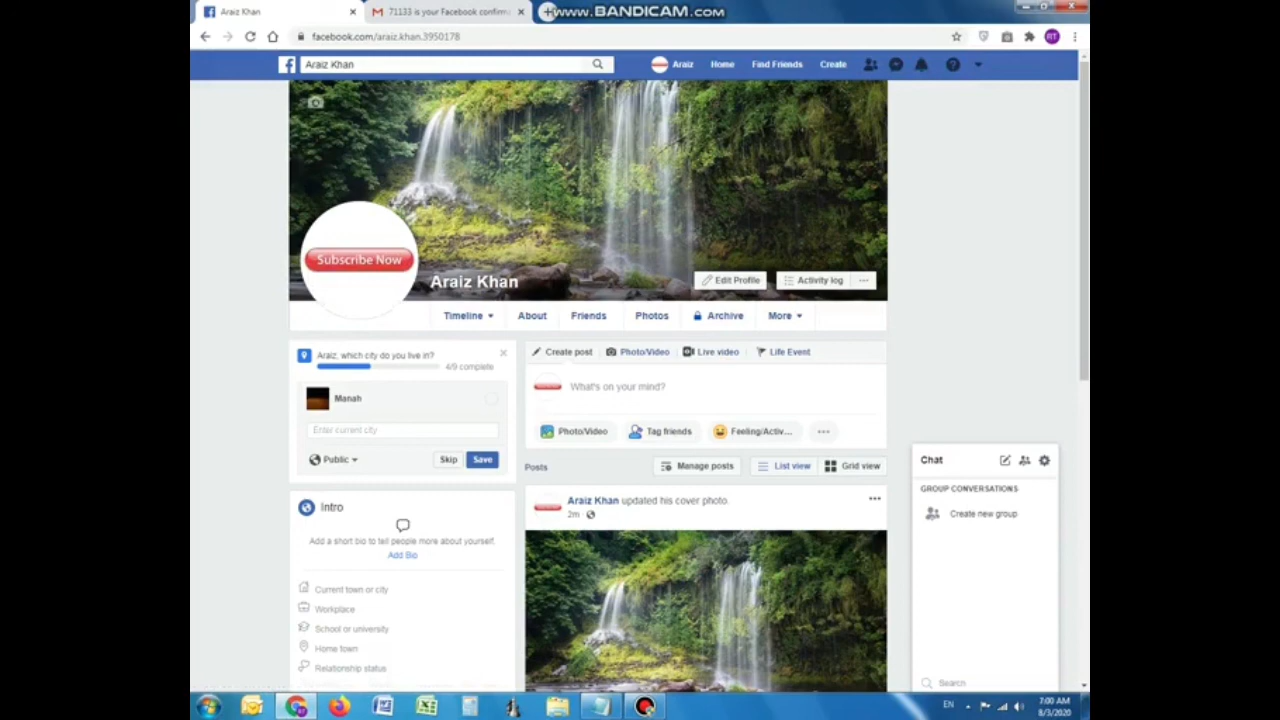 Araiz Khan
71133 is your Facebook confirm
www.BANDICAM.com
facebook.com/araiz.khan.3950178
RT
Araiz Khan
Araiz
Home
Find Friends
Create
Subscribe Now
Araiz Khan
Edit Profile
Activity log
Timeline
About
Friends
Photos
Archive
More
Araiz, which city do you live in?
4/9 complete
Manah
Enter current city
Public
Skip
Save
Create post
Photo/Video
Live video
Life Event
What's on your mind?
Photo/Video
Tag friends
Feeling/Activ...
Posts
Manage posts
List view
Grid view
Intro
Add a short bio to tell people more about yourself.
Add Bio
Current town or city
Workplace
School or university
Home town
Relationship status
Araiz Khan updated his cover photo.
2m
Chat
GROUP CONVERSATIONS
Create new group
Search
EN
7:00 AM
8/3/2020